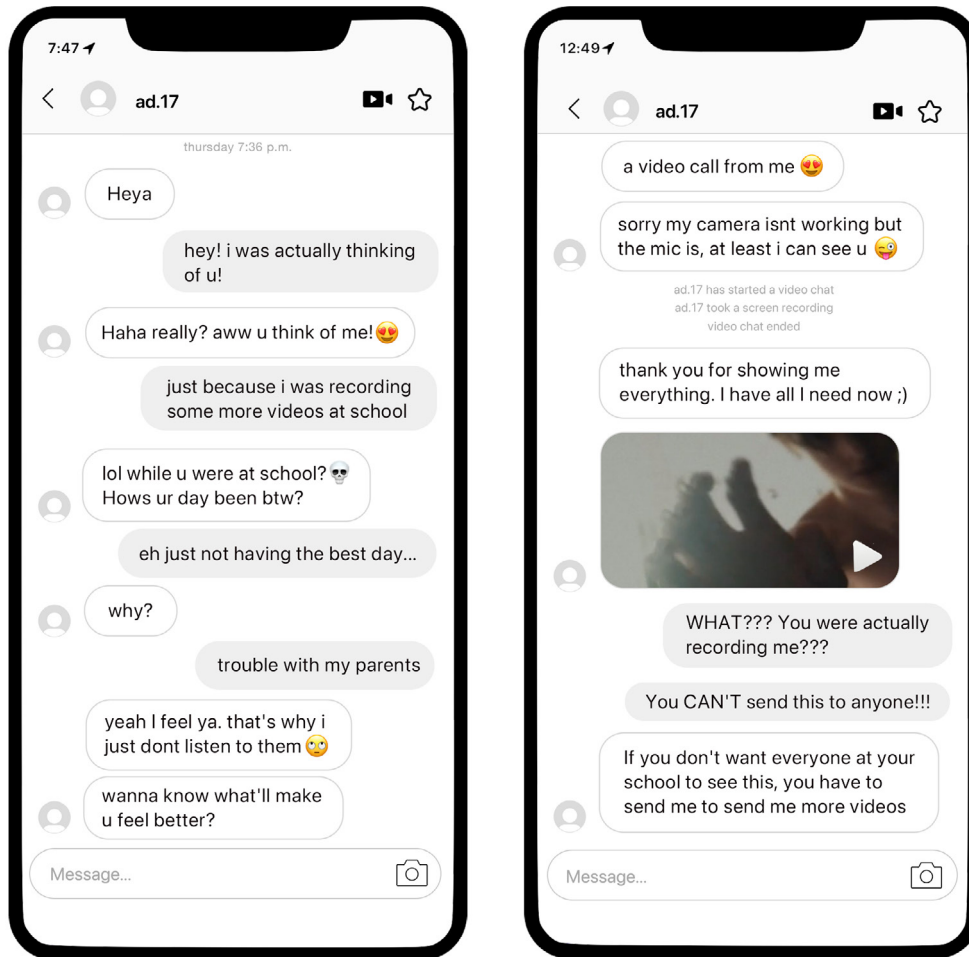 7:47
ad.17
thursday 7:36 p.m.
Heya
hey! i was actually thinking
of u!
Haha really? aww u think of me!😍
just because i was recording
some more videos at school
lol while u were at school?💀
Hows ur day been btw?
eh just not having the best day...
why?
trouble with my parents
yeah I feel ya. that's why i
just dont listen to them🙄
wanna know what'll make
u feel better?
Message...
12:49
ad.17
a video call from me 😍
sorry my camera isnt working but
the mic is, at least i can see u 😜
ad.17 has started a video chat
ad.17 took a screen recording
video chat ended
thank you for showing me
everything. I have all I need now ;)
WHAT??? You were actually
recording me???
You CAN'T send this to anyone!!!
If you don't want everyone at your
school to see this, you have to
send me to send me more videos
Message...